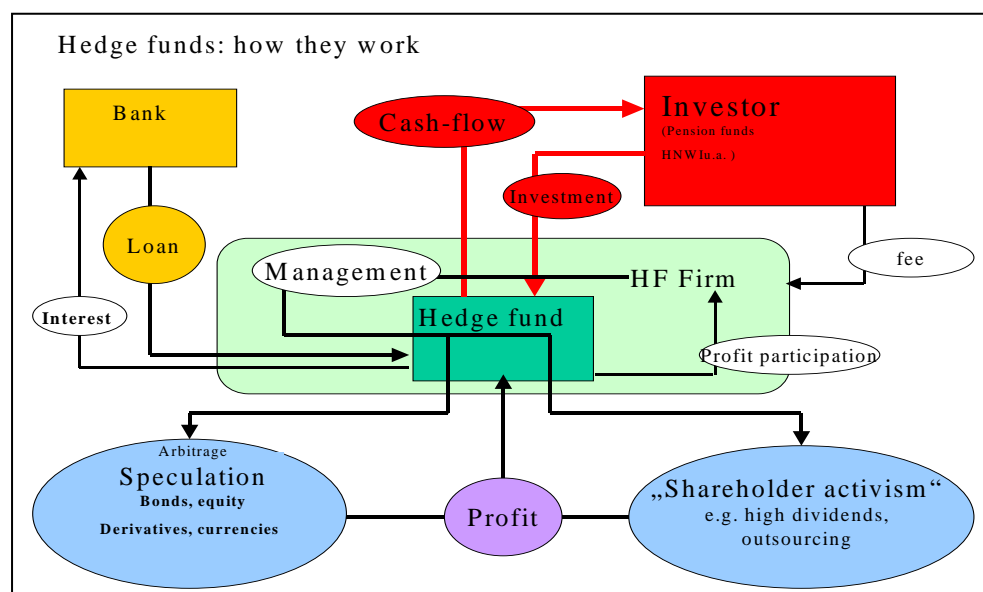 Hedge funds: how they work
Bank
Cash-flow
Investor
(Pension funds
HNWIu.a. )
Investment
Loan
Management
HF Firm
fee
Interest
Hedge fund
Profit participation
Arbitrage
Speculation
Bonds, equity
Derivatives, currencies
Profit
„Shareholder activism“
e.g. high dividends,
outsourcing